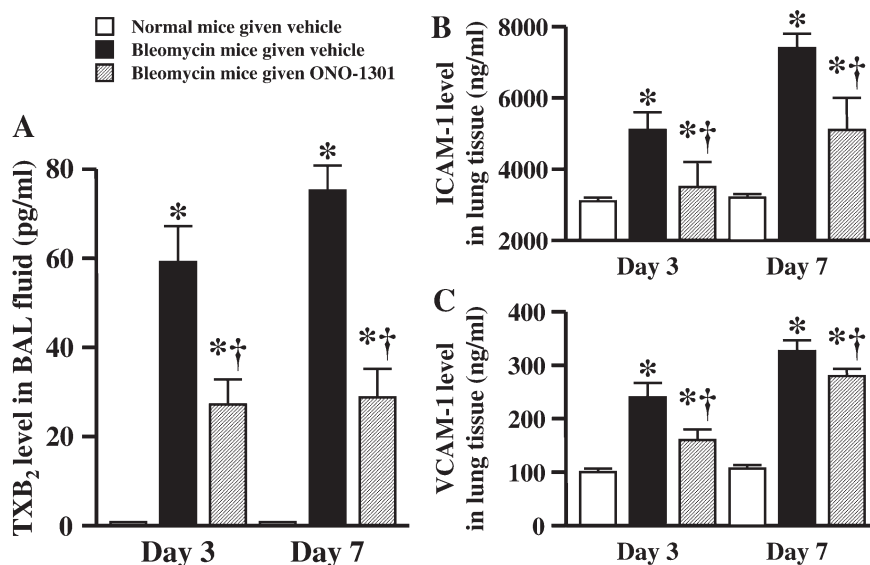 Normal mice given vehicle
Bleomycin mice given vehicle
Bleomycin mice given ONO-1301
A
TXB2 level in BAL fluid (pg/ml)
80
60
40
20
0
*
*†
*
*†
Day 3
Day 7
B
ICAM-1 level
in lung tissue (ng/ml)
8000
6000
4000
2000
*
*†
*
*†
Day 3
Day 7
C
VCAM-1 level
in lung tissue (ng/ml)
400
300
200
100
0
*
*†
*
*†
Day 3
Day 7